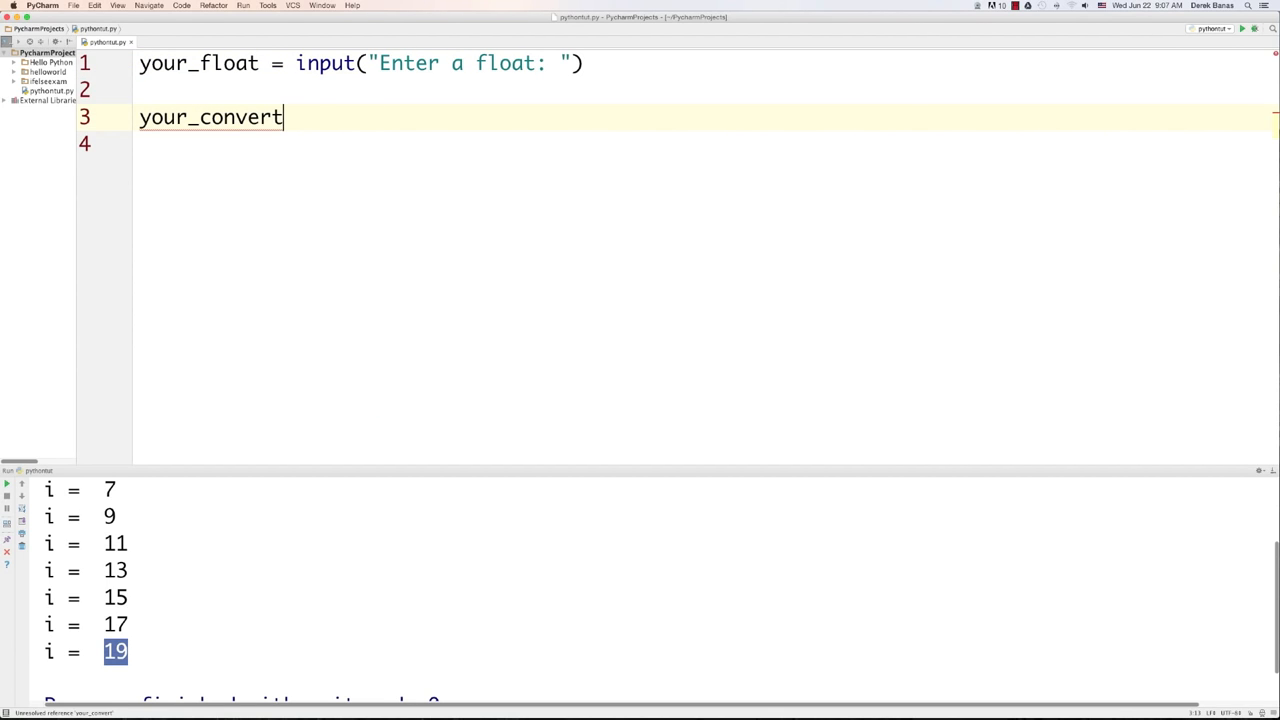 PyCharm File Edit View Navigate Code Refactor Run Tools VCS Window Help 10 Wed Jun 22 9:07 AM Derek Banas
pythontut.py - PycharmProjects - [~/PycharmProjects]
PycharmProjects pythontut.py pythontut
pythontut.py
PycharmProject
Hello Python
helloworld
ifelseexam
pythontut.py
External Librarie
1 your_float = input("Enter a float: ")
2
3 your_convert
4
Run pythontut
i = 7
i = 9
i = 11
i = 13
i = 15
i = 17
i = 19
Unresolved reference 'your_convert' 3:13 LF÷ UTF-8÷